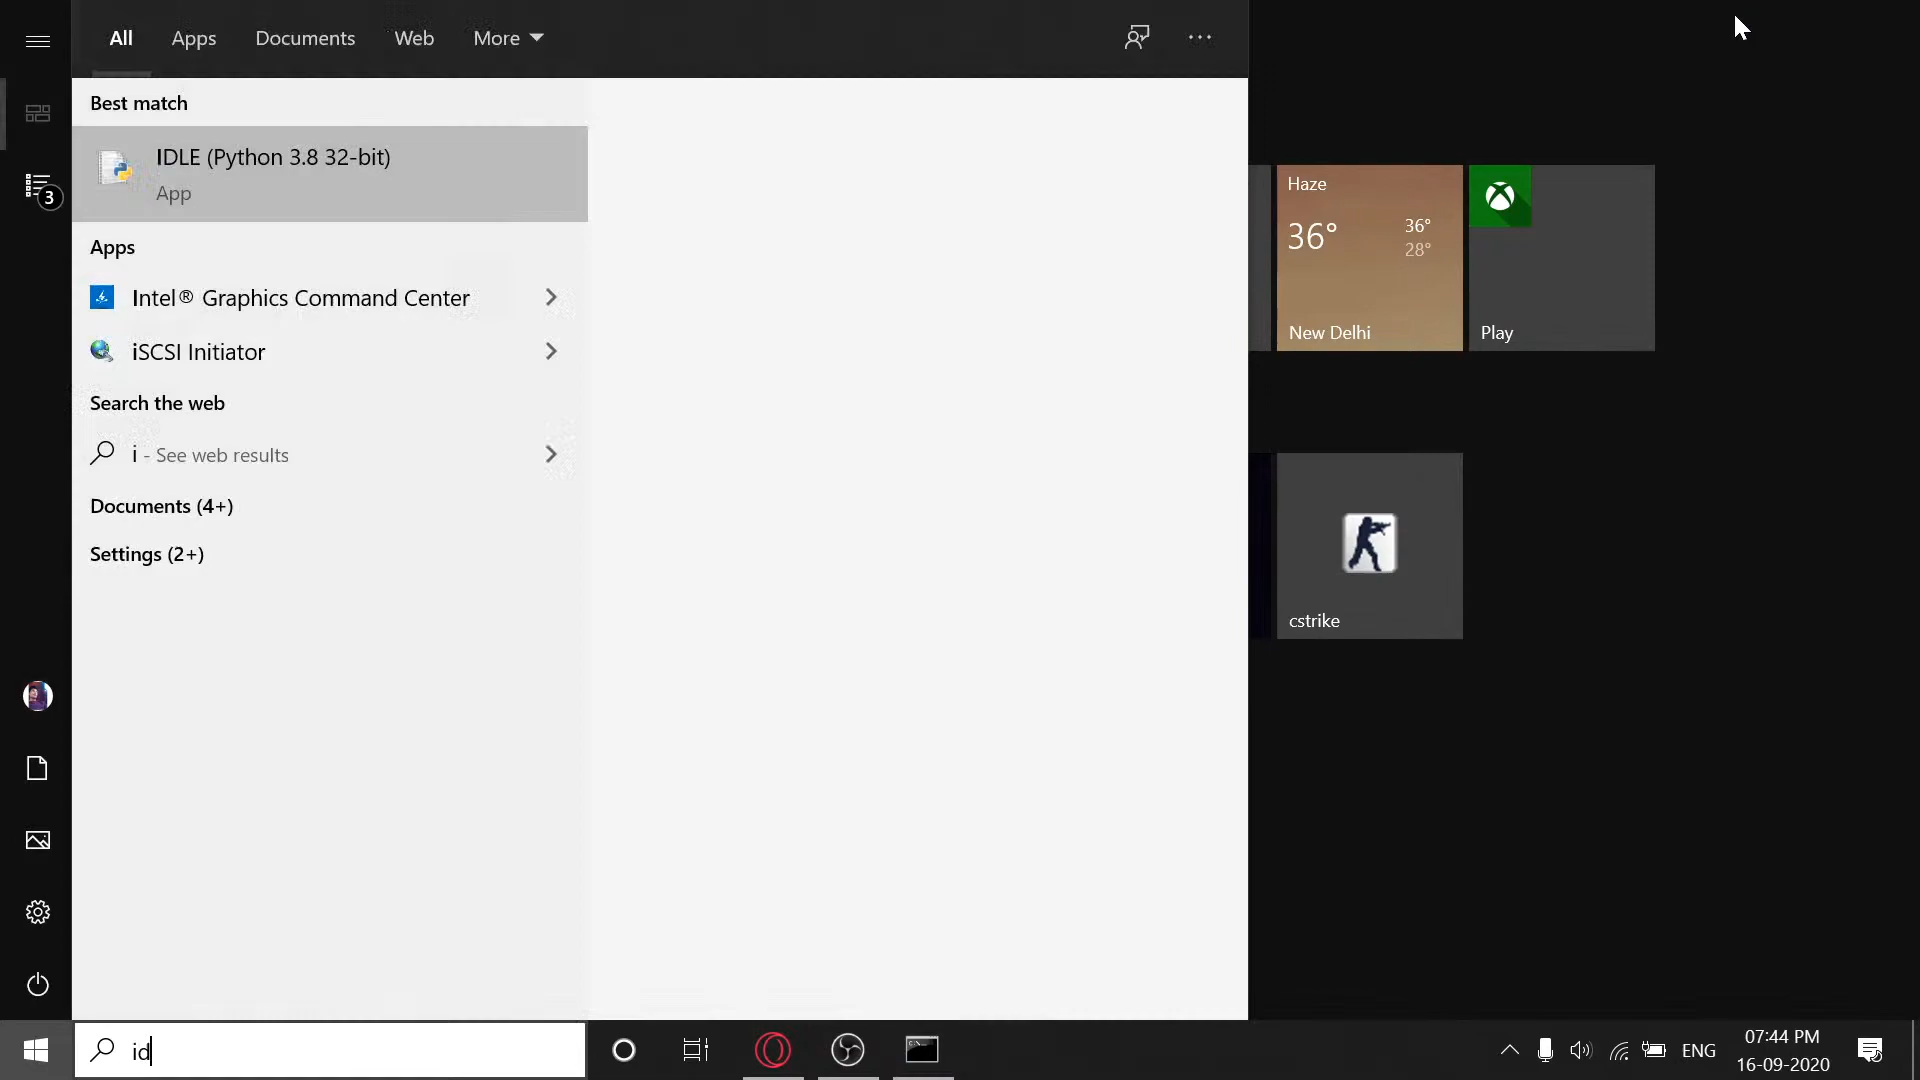 All Apps Documents Web More
Best match
IDLE (Python 3.8 32-bit)
App
3
Apps
Intel® Graphics Command Center
iSCSI Initiator
Search the web
i - See web results
Documents (4+)
Settings (2+)
Haze
36° 36°
28°
New Delhi
Play
cstrike
id
ENG
07:44 PM
16-09-2020